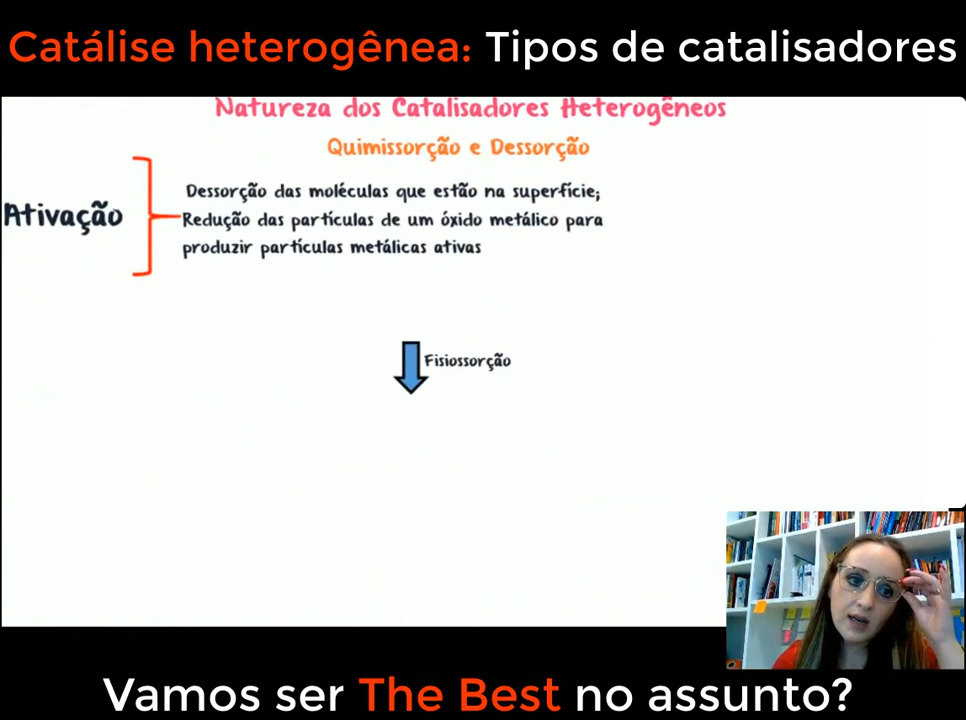 Catálise heterogênea: Tipos de catalisadores
Natureza dos Catalisadores Heterogêneos
Quimissorção e Dessorção
Ativação
Dessorção das moléculas que estão na superfície;
Redução das partículas de um óxido metálico para
produzir partículas metálicas ativas
Fisiossorção
Vamos ser The Best no assunto?